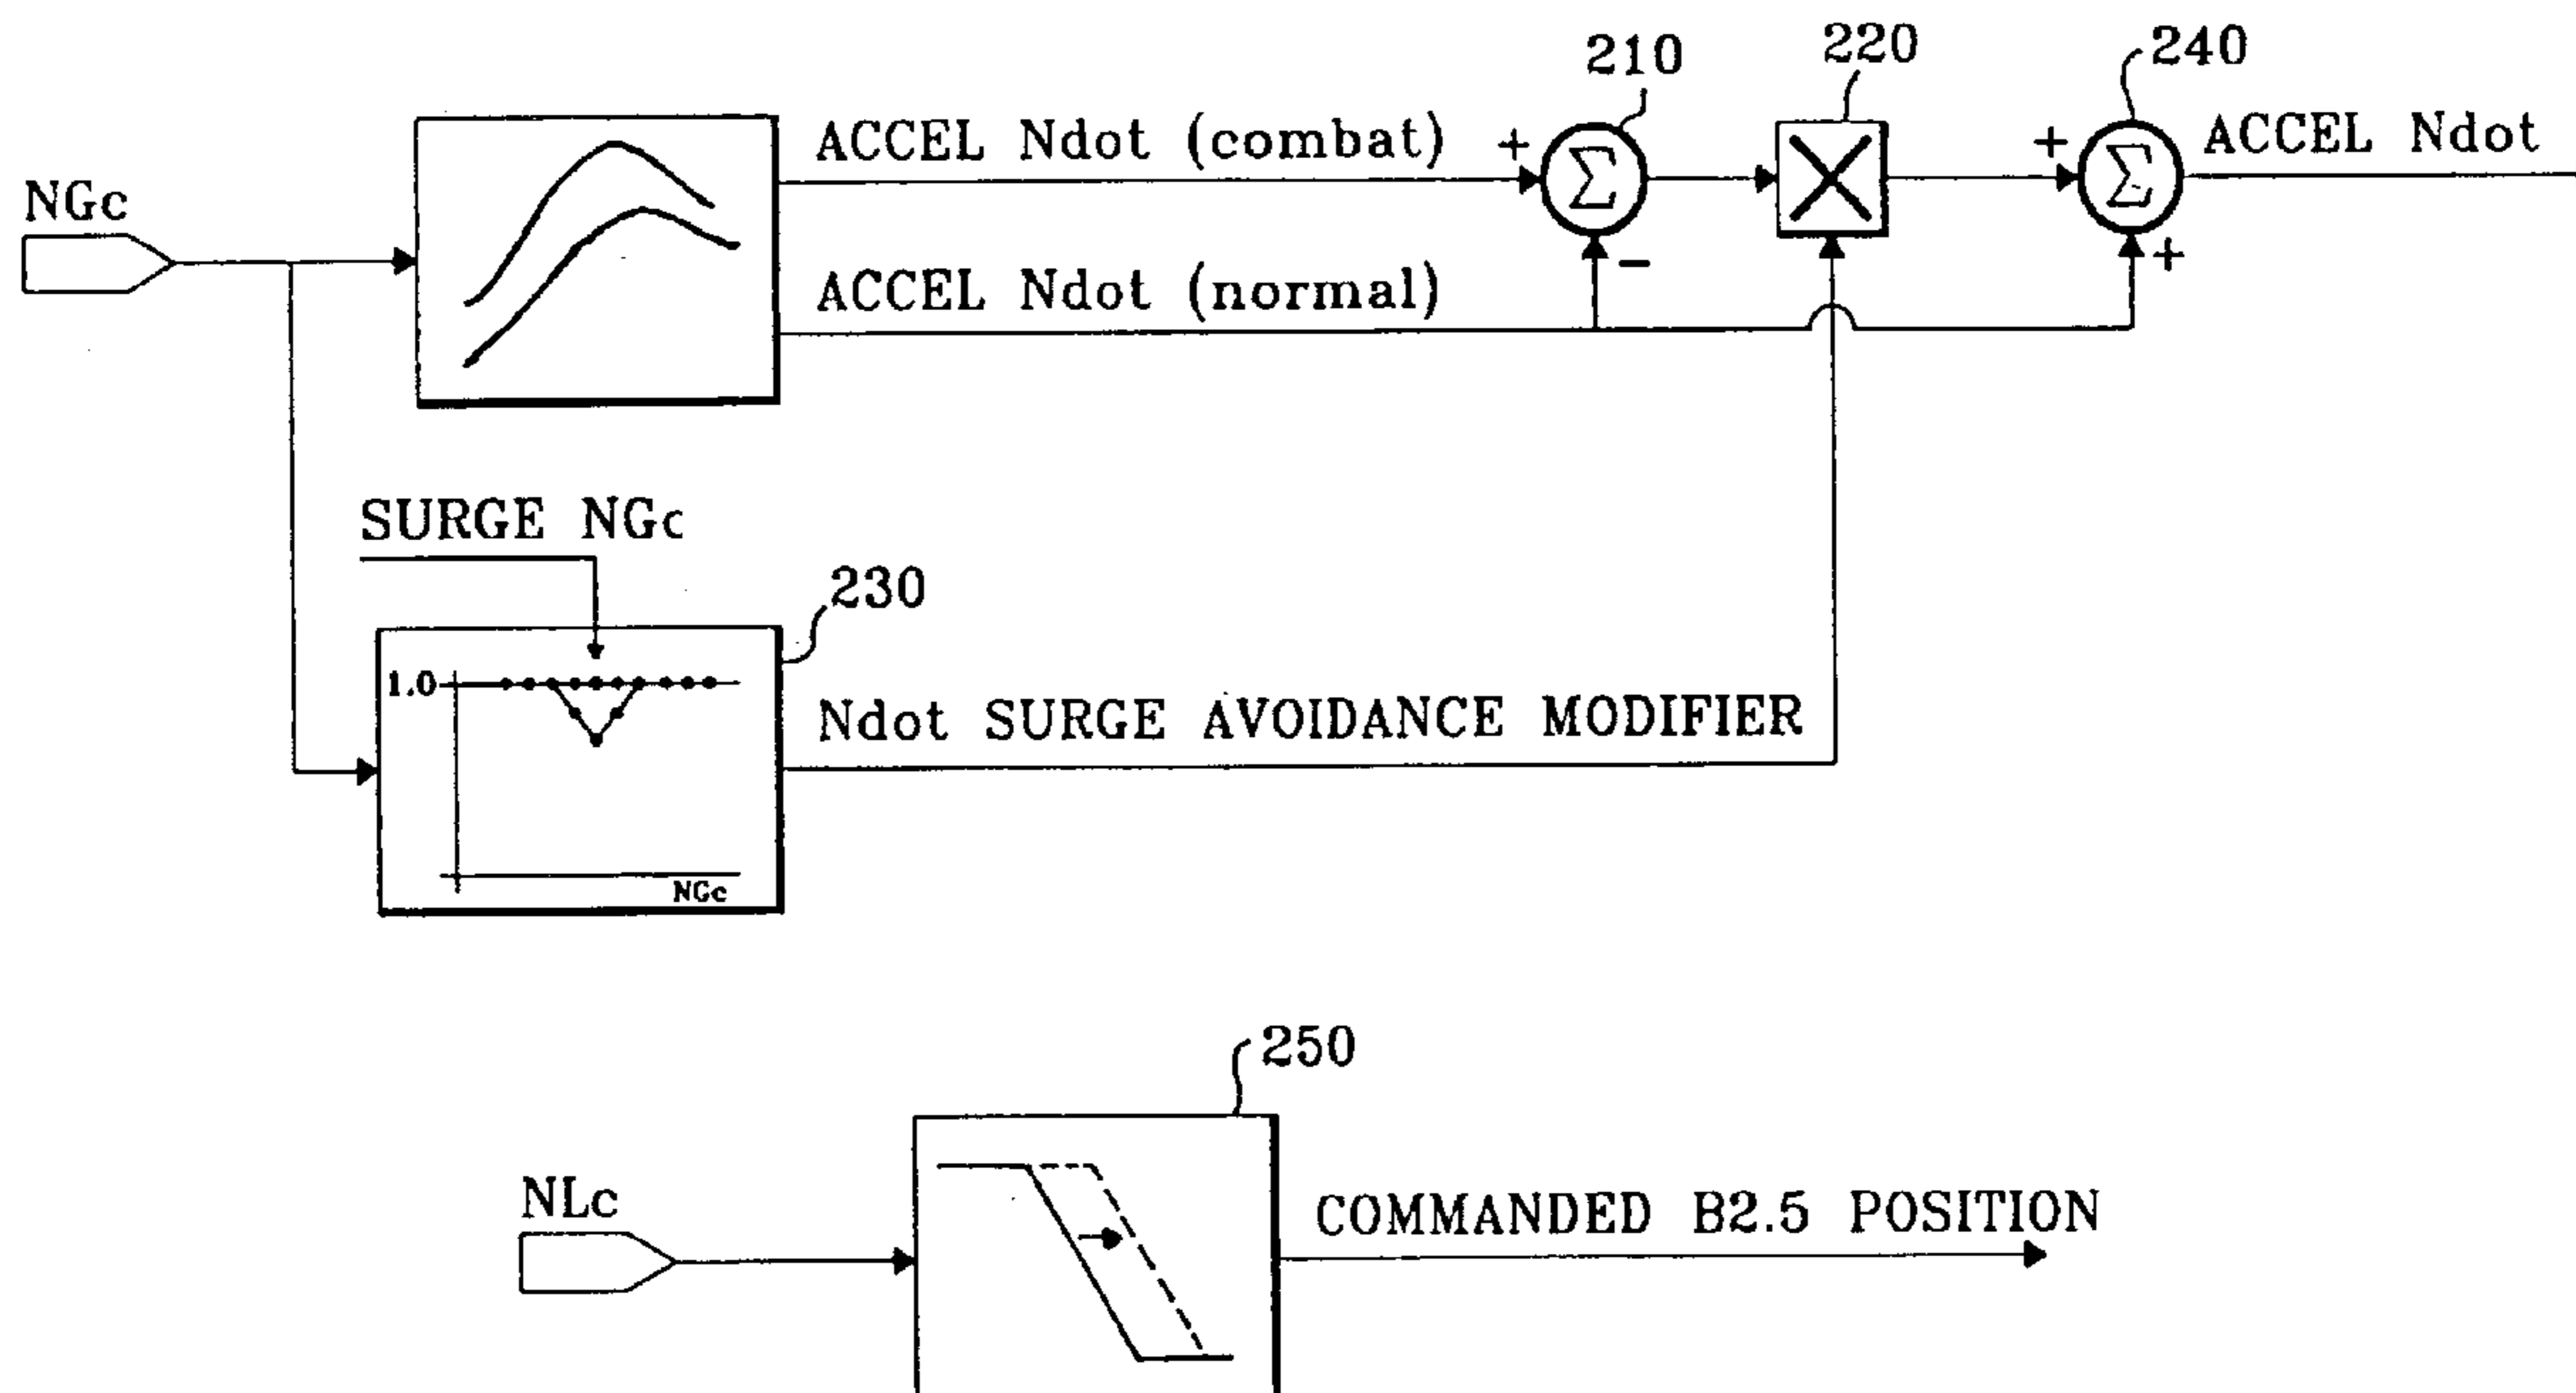 210
220
240
ACCEL Ndot (combat)
+
Σ
+
Σ
ACCEL Ndot
NGc
ACCEL Ndot (normal)
−
+
SURGE NGc
230
1.0
Ndot SURGE AVOIDANCE MODIFIER
NGc
250
NLc
COMMANDED B2.5 POSITION